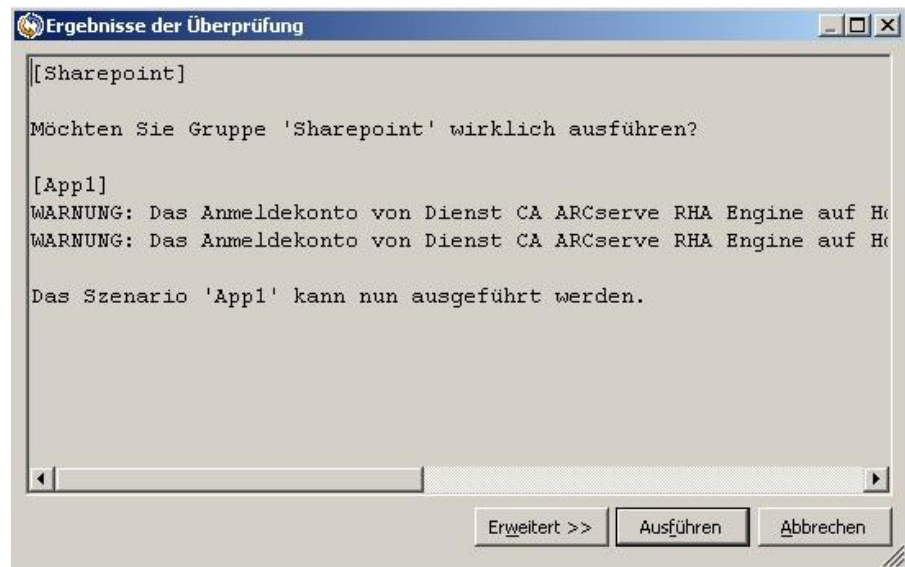 Ergebnisse der Überprüfung
[Sharepoint]
Möchten Sie Gruppe 'Sharepoint' wirklich ausführen?
[App1]
WARNUNG: Das Anmeldekonto von Dienst CA ARCserve RHA Engine auf
WARNUNG: Das Anmeldekonto von Dienst CA ARCserve RHA Engine auf
Das Szenario 'App1' kann nun ausgeführt werden.
Erweitert >> Ausführen Abbrechen